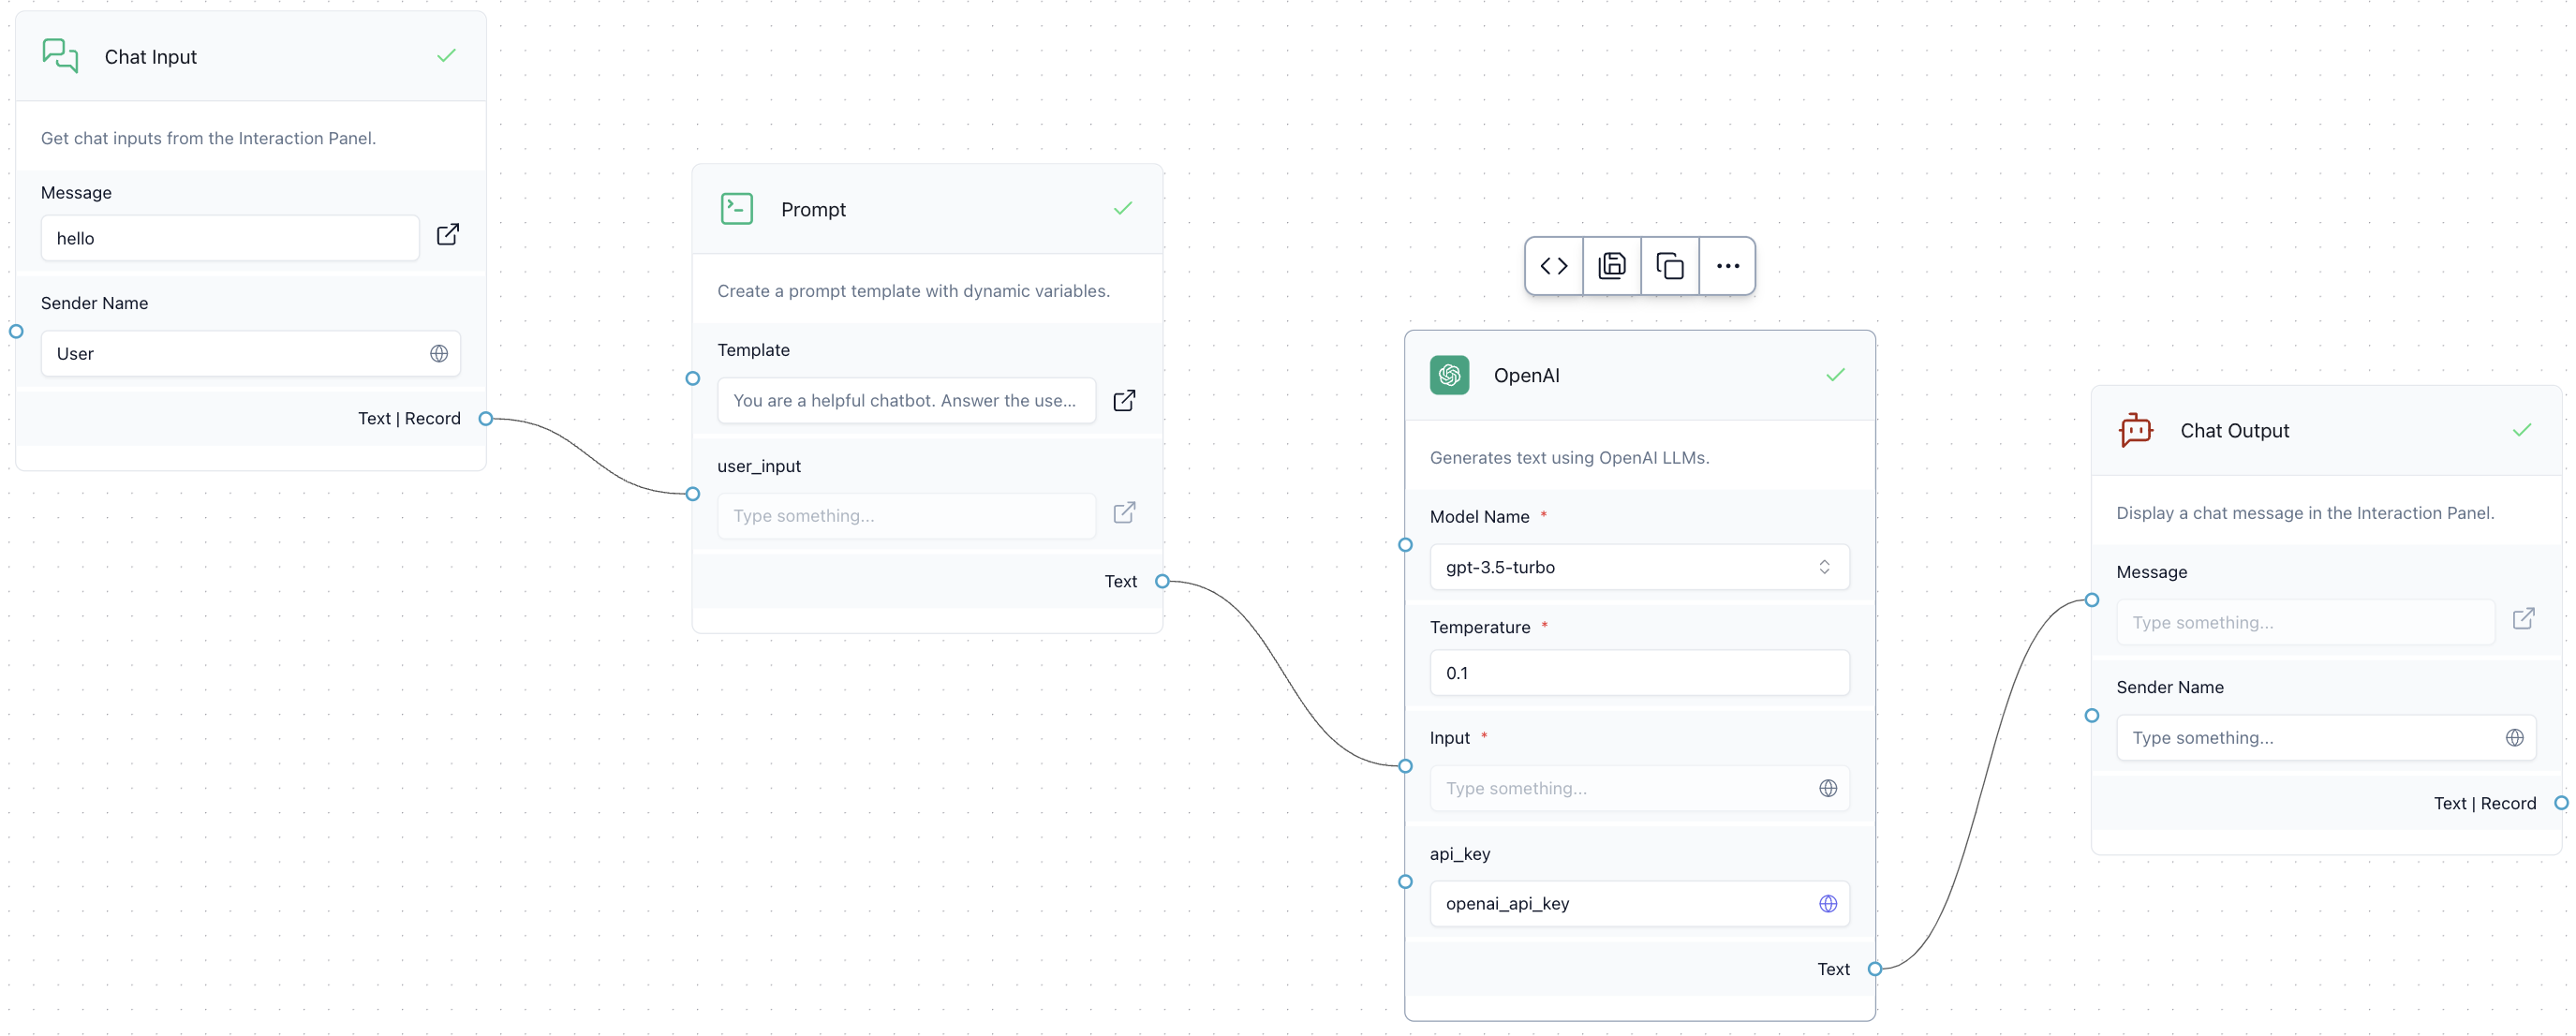 Chat Input
Get chat inputs from the Interaction Panel.
Message
hello
Sender Name
User
Text | Record
Prompt
Create a prompt template with dynamic variables.
Template
You are a helpful chatbot. Answer the use...
user_input
Type something...
Text
OpenAI
Generates text using OpenAI LLMs.
Model Name *
gpt-3.5-turbo
Temperature *
0.1
Input *
Type something...
api_key
openai_api_key
Text
Chat Output
Display a chat message in the Interaction Panel.
Message
Type something...
Sender Name
Type something...
Text | Record